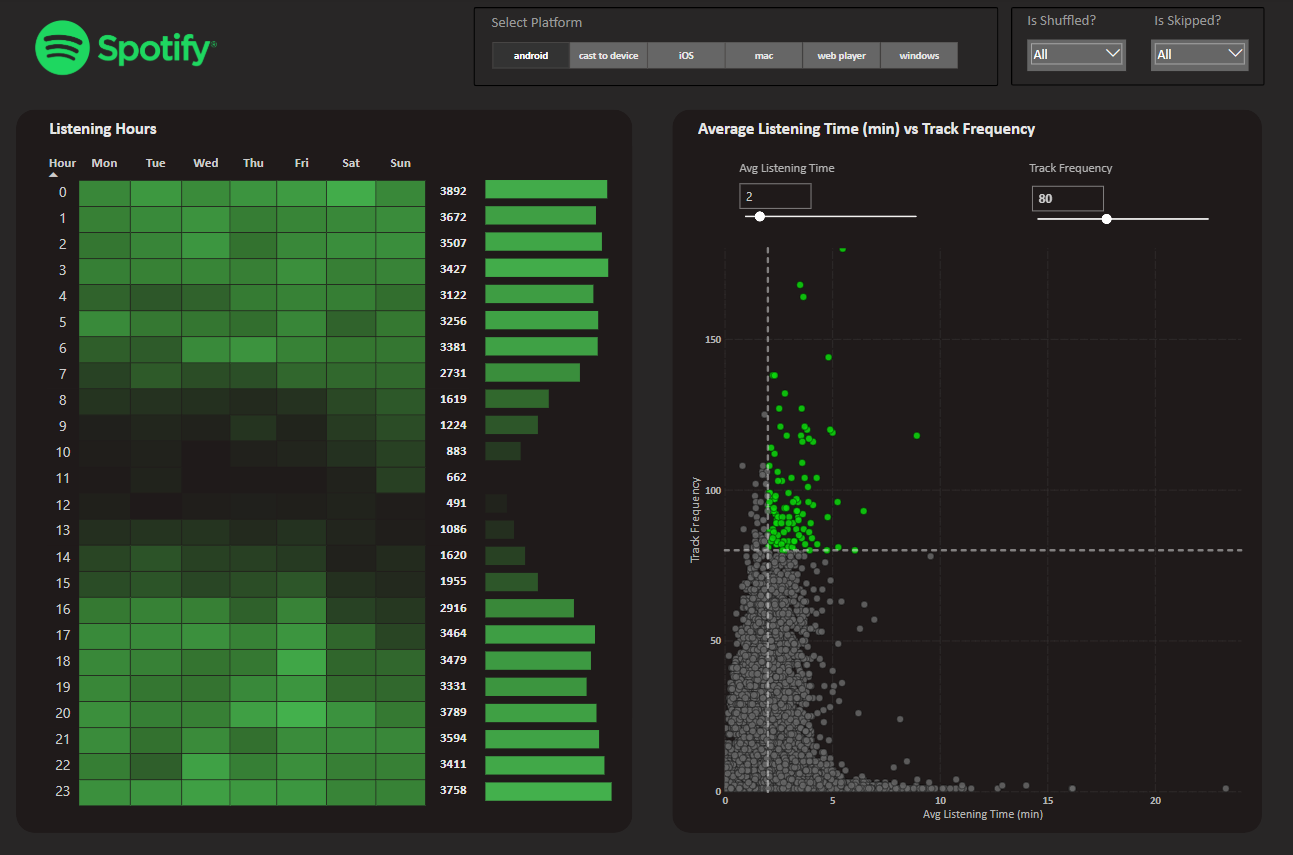 Spotify®
Select Platform
android cast to device iOS mac web player windows
Is Shuffled? Is Skipped?
All All
Listening Hours
Hour Mon Tue Wed Thu Fri Sat Sun
0 3892
1 3672
2 3507
3 3427
4 3122
5 3256
6 3381
7 2731
8 1619
9 1224
10 883
11 662
12 491
13 1086
14 1620
15 1955
16 2916
17 3464
18 3479
19 3331
20 3789
21 3594
22 3411
23 3758
Average Listening Time (min) vs Track Frequency
Avg Listening Time Track Frequency
2 80
Track Frequency
150
100
50
0
0 5 10 15 20
Avg Listening Time (min)